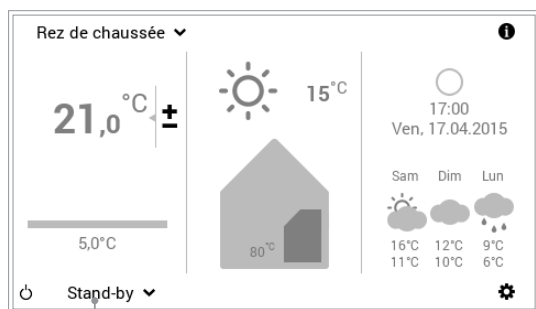 Rez de chaussée
21,0 °C ±
5,0°C
Stand-by
15°C
80°C
17:00
Ven, 17.04.2015
Sam Dim Lun
16°C 12°C 9°C
11°C 10°C 6°C